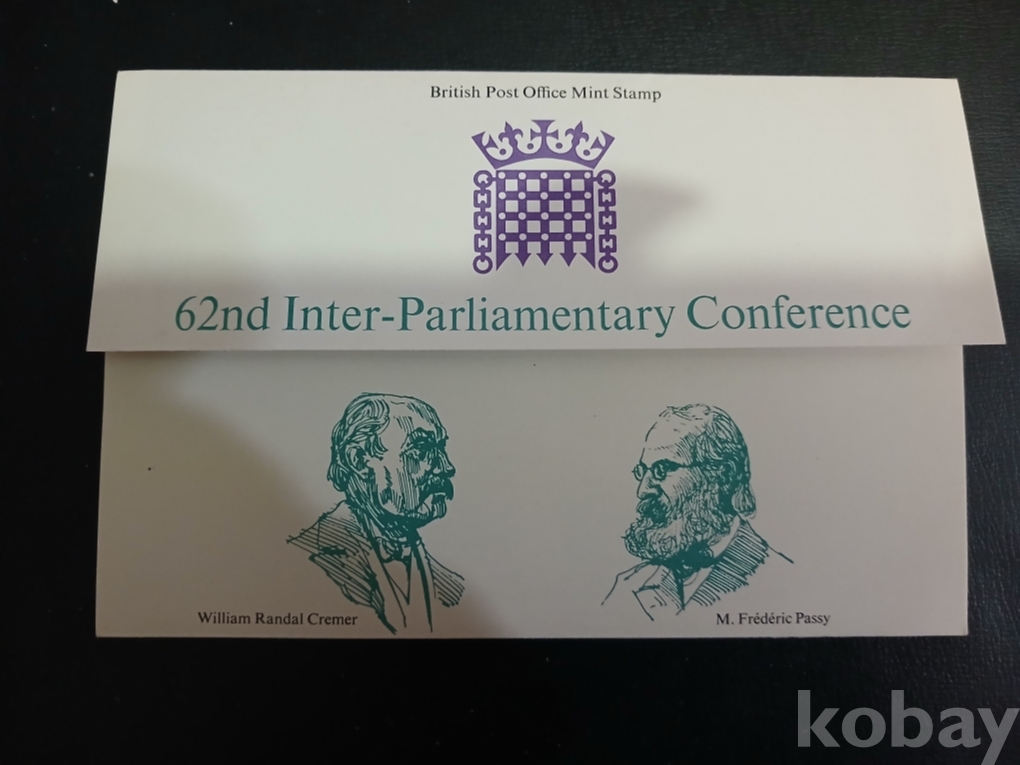 British Post Office Mint Stamp
62nd Inter-Parliamentary Conference
William Randal Cremer
M. Frédéric Passy
kobay